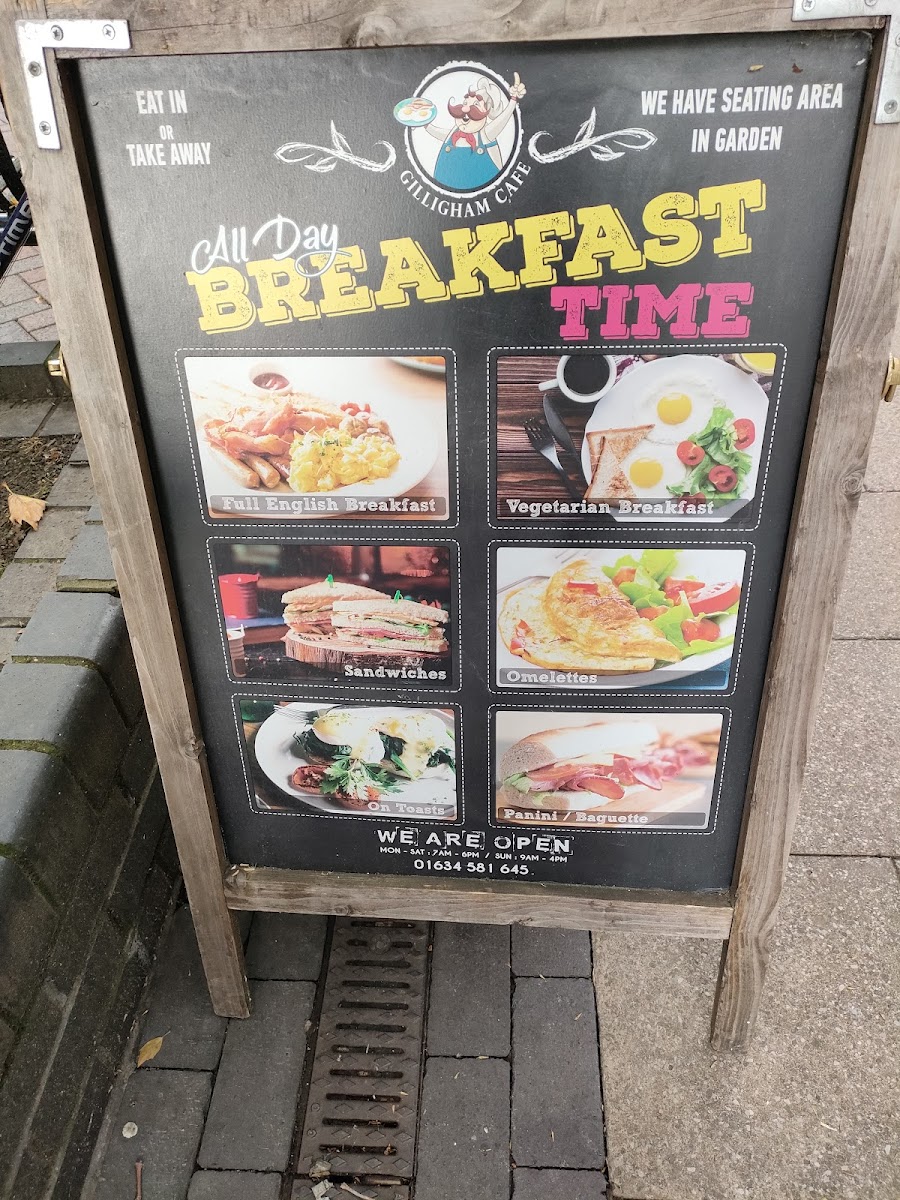 EAT IN
OR
TAKE AWAY
WE HAVE SEATING AREA
IN GARDEN
GILLIGHAM CAFE
All Day
BREAKFAST
TIME
Full English Breakfast
Vegetarian Breakfast
Sandwiches
Omelettes
On Toasts
Panini / Baguette
WE ARE OPEN
MON - SAT : 7AM - 6PM / SUN : 9AM - 4PM
01634 581 645